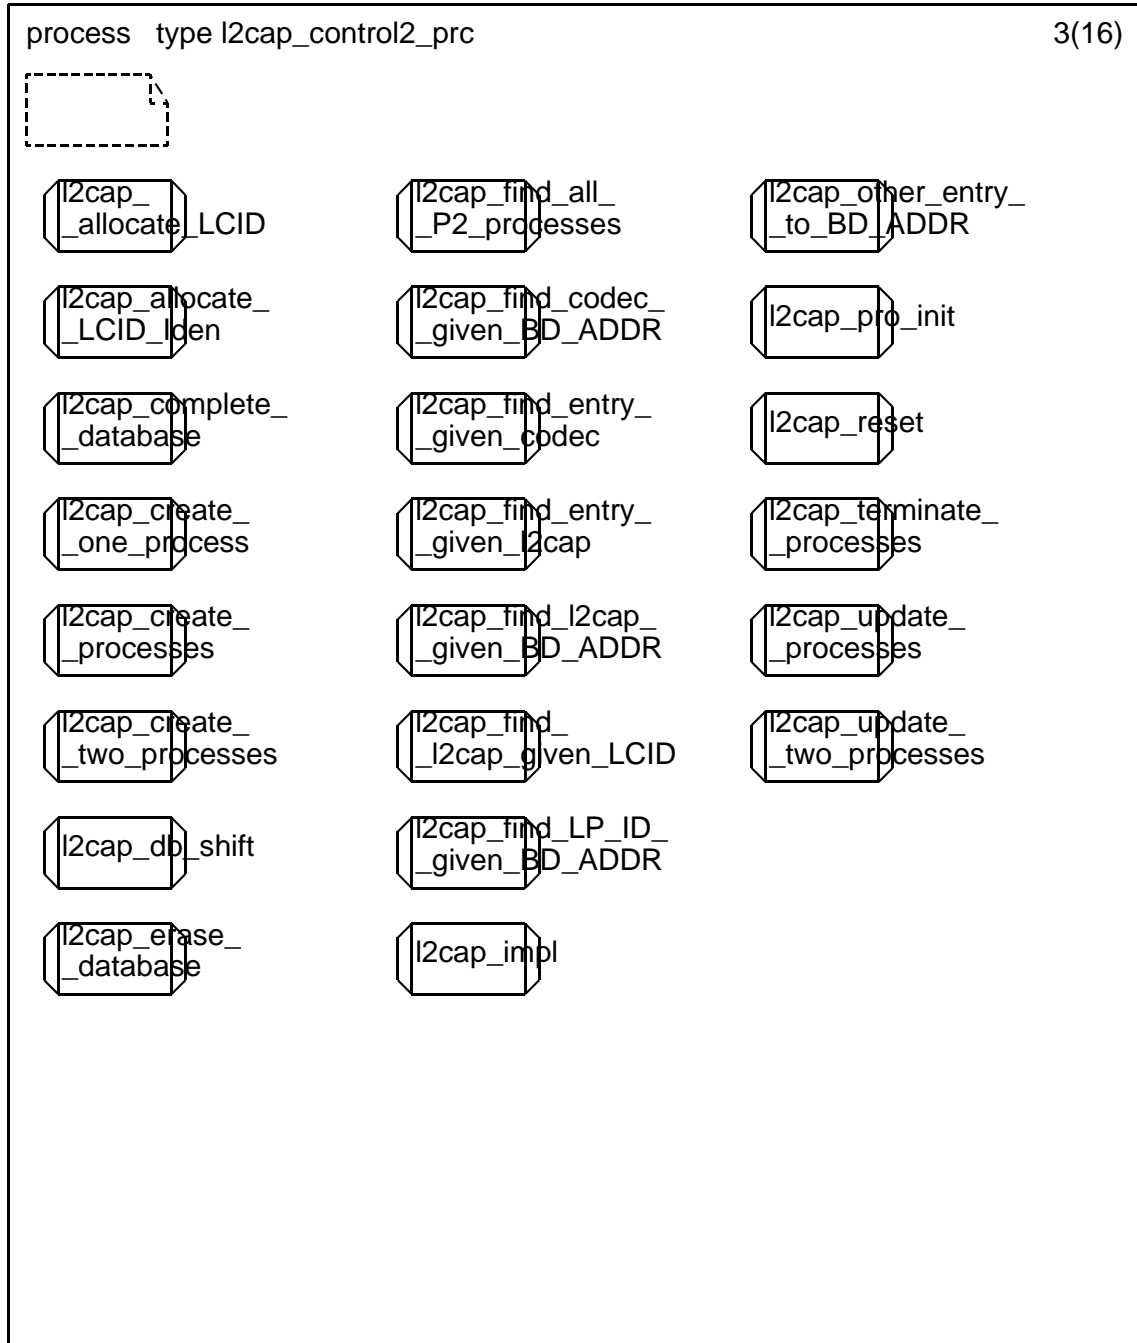 process type l2cap_control2_prc
3(16)
l2cap_
_allocate_LCID
l2cap_allocate_
_LCID_Iden
l2cap_complete_
_database
l2cap_create_
_one_process
l2cap_create_
_processes
l2cap_create_
_two_processes
l2cap_db_shift
l2cap_erase_
_database
l2cap_find_all_
_P2_processes
l2cap_find_codec_
_given_BD_ADDR
l2cap_find_entry_
_given_codec
l2cap_find_entry_
_given_l2cap
l2cap_find_l2cap_
_given_BD_ADDR
l2cap_find_
_l2cap_given_LCID
l2cap_find_LP_ID_
_given_BD_ADDR
l2cap_impl
l2cap_other_entry_
_to_BD_ADDR
l2cap_pro_init
l2cap_reset
l2cap_terminate_
_processes
l2cap_update_
_processes
l2cap_update_
_two_processes